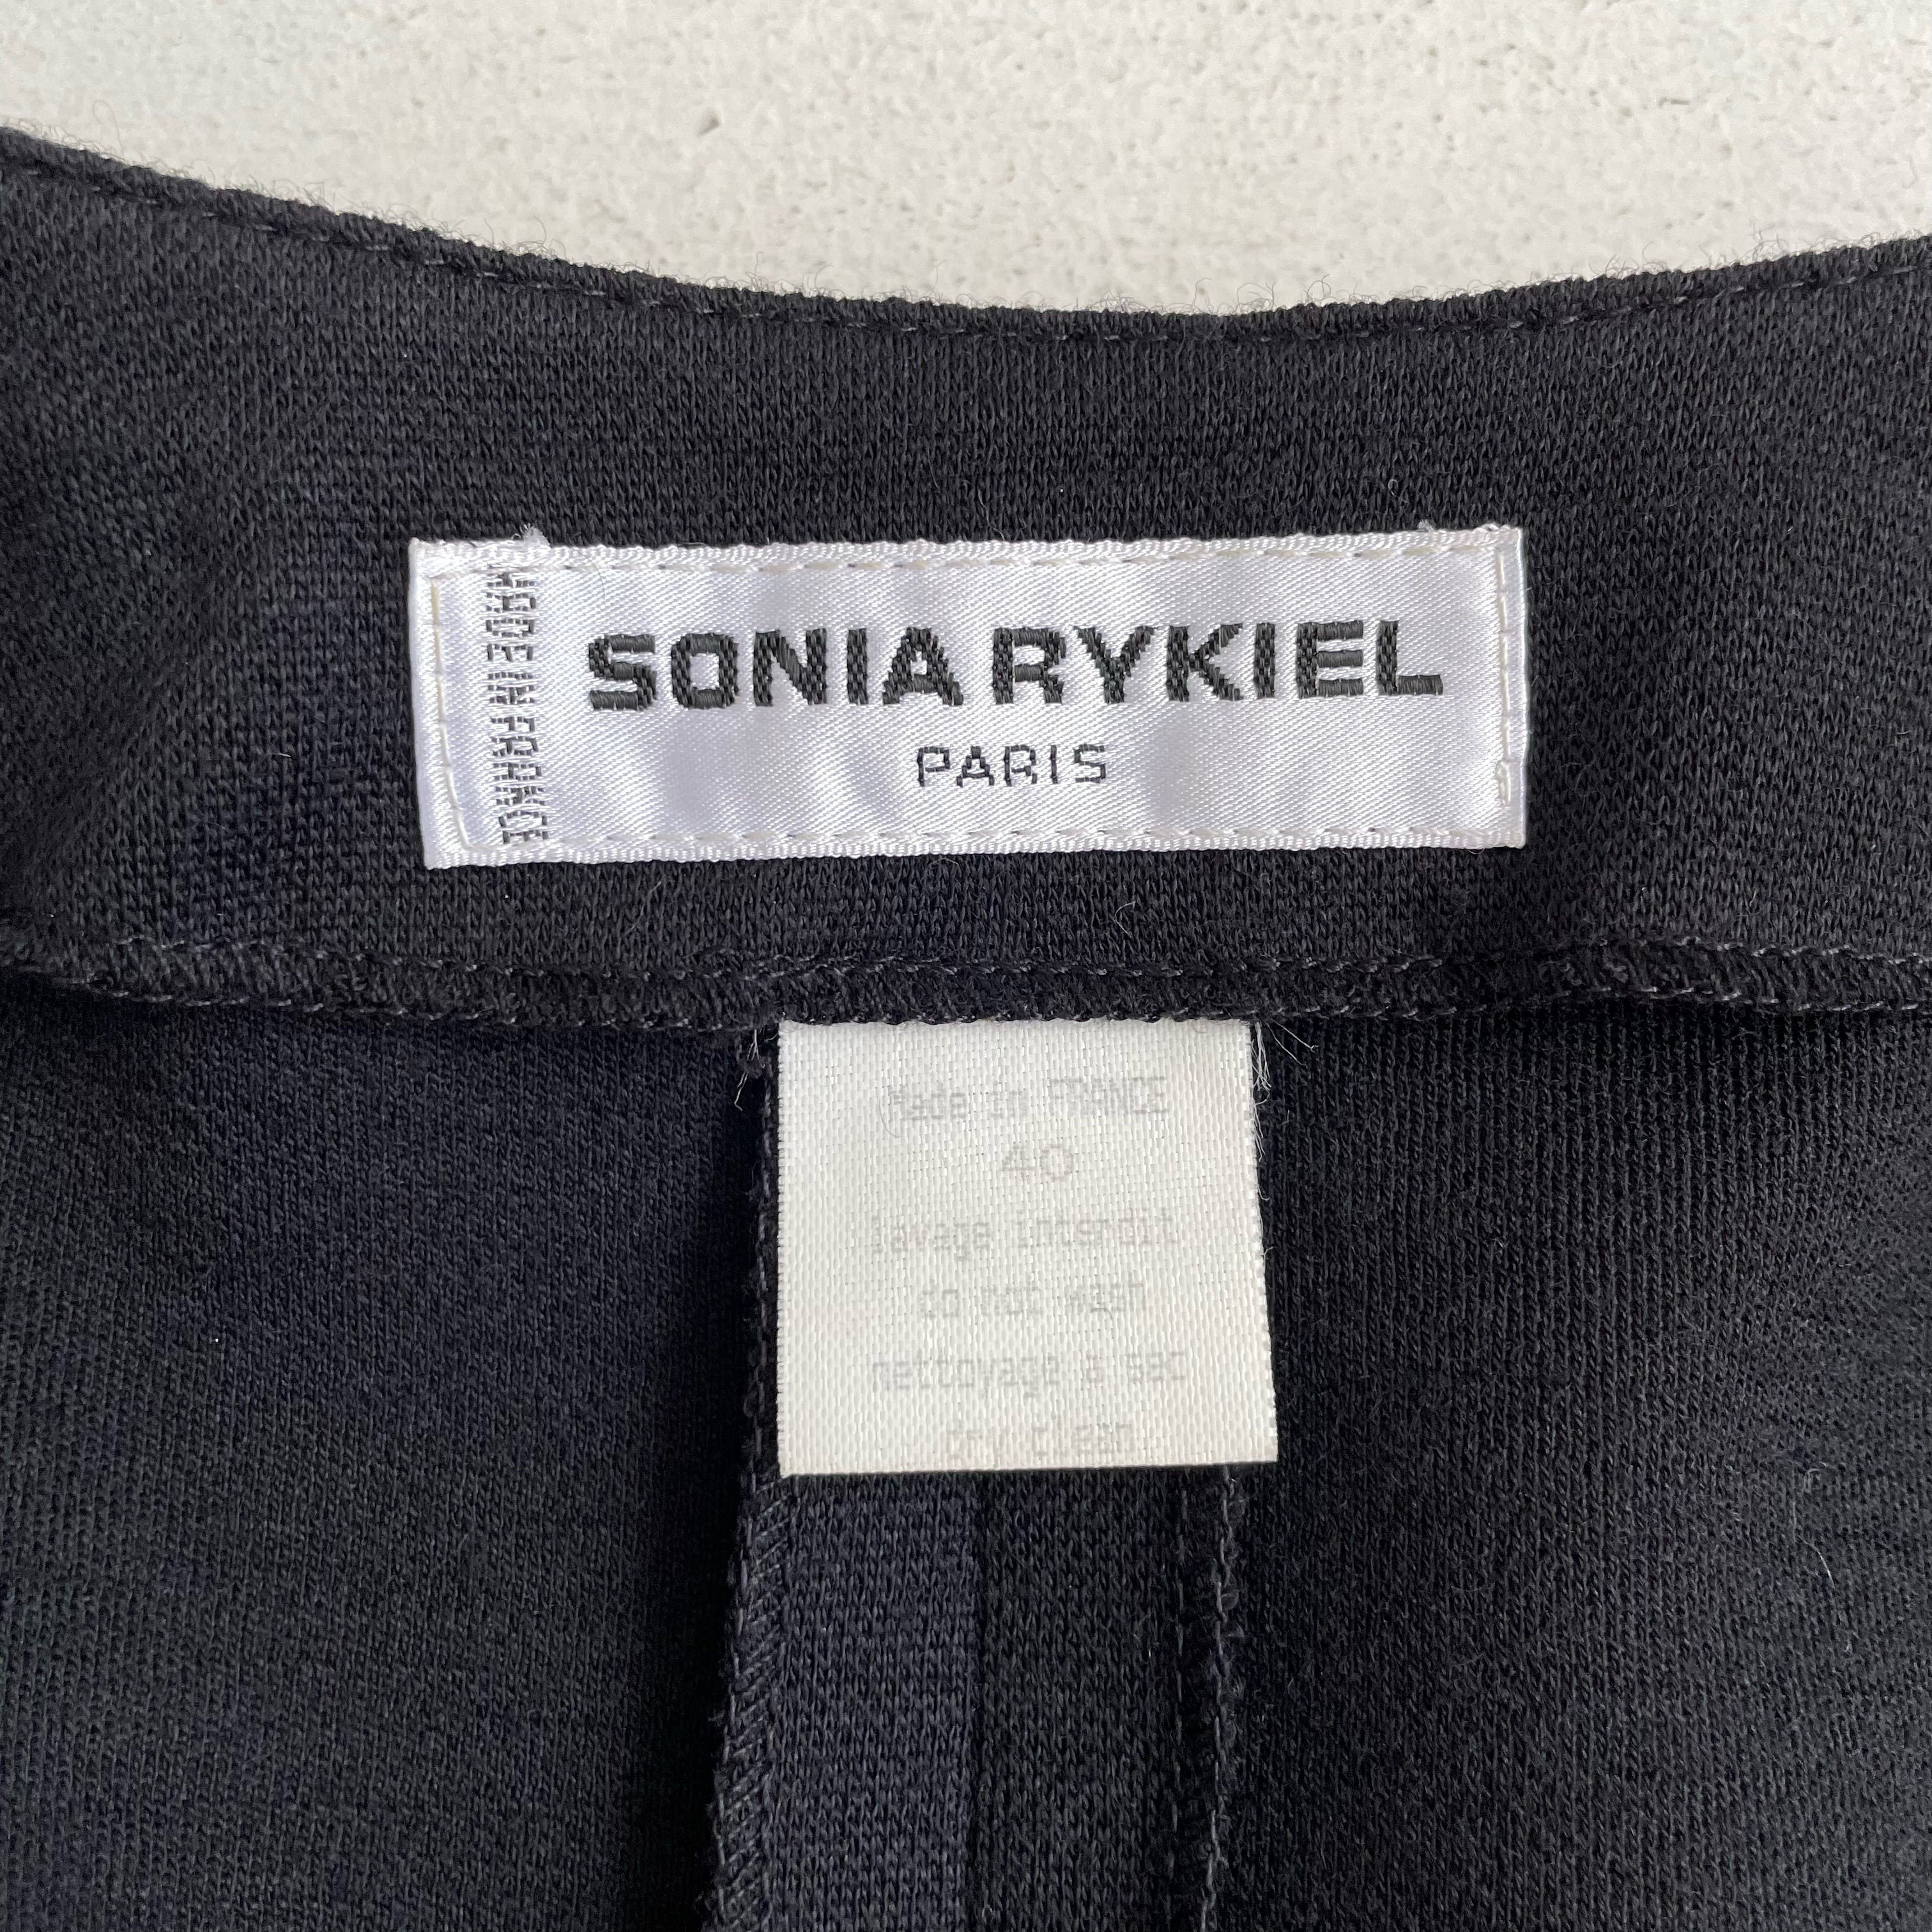 MADE IN FRANCE
SONIA RYKIEL
PARIS
Made in FRANCE
40
lavage interdit
do not wash
nettoyage a sec
dry clean